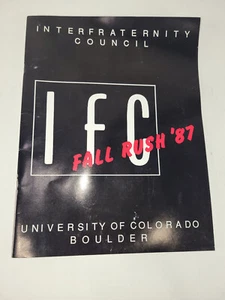 INTERFRATERNITY
COUNCIL
IFC
FALL RUSH '87
UNIVERSITY OF COLORADO
BOULDER